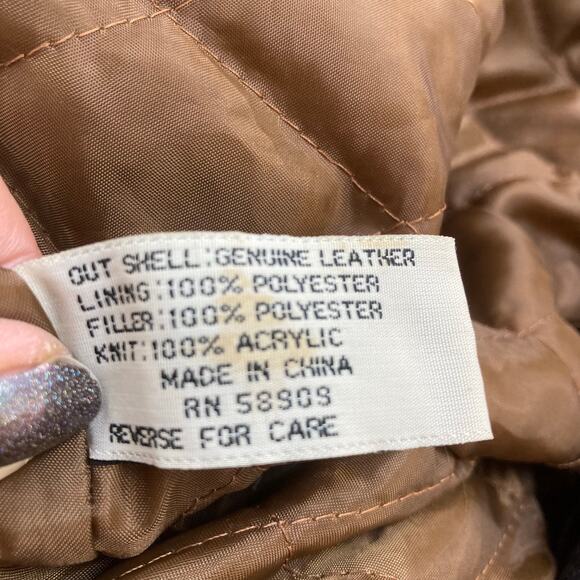 OUT SHELL:GENUINE LEATHER
LINING:100% POLYESTER
FILLER:100% POLYESTER
KNIT:100% ACRYLIC
MADE IN CHINA
RN 58909
REVERSE FOR CARE